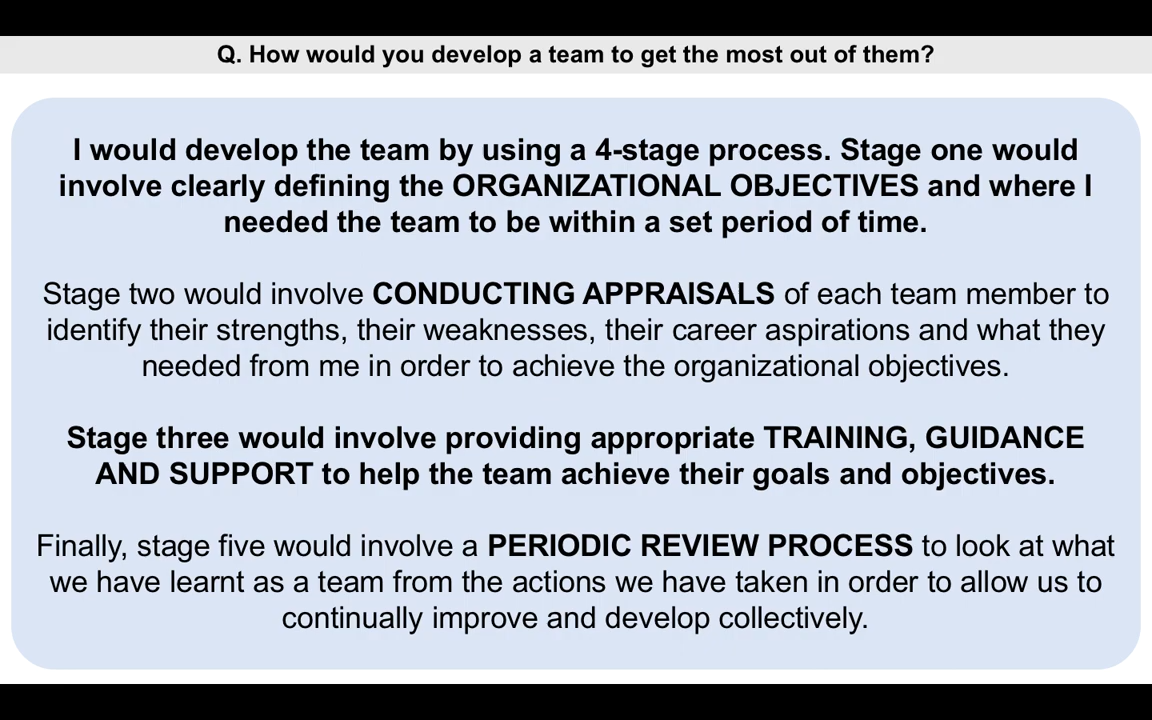 Q. How would you develop a team to get the most out of them?
I would develop the team by using a 4-stage process. Stage one would
involve clearly defining the ORGANIZATIONAL OBJECTIVES and where I
needed the team to be within a set period of time.
Stage two would involve CONDUCTING APPRAISALS of each team member to
identify their strengths, their weaknesses, their career aspirations and what they
needed from me in order to achieve the organizational objectives.
Stage three would involve providing appropriate TRAINING, GUIDANCE
AND SUPPORT to help the team achieve their goals and objectives.
Finally, stage five would involve a PERIODIC REVIEW PROCESS to look at what
we have learnt as a team from the actions we have taken in order to allow us to
continually improve and develop collectively.